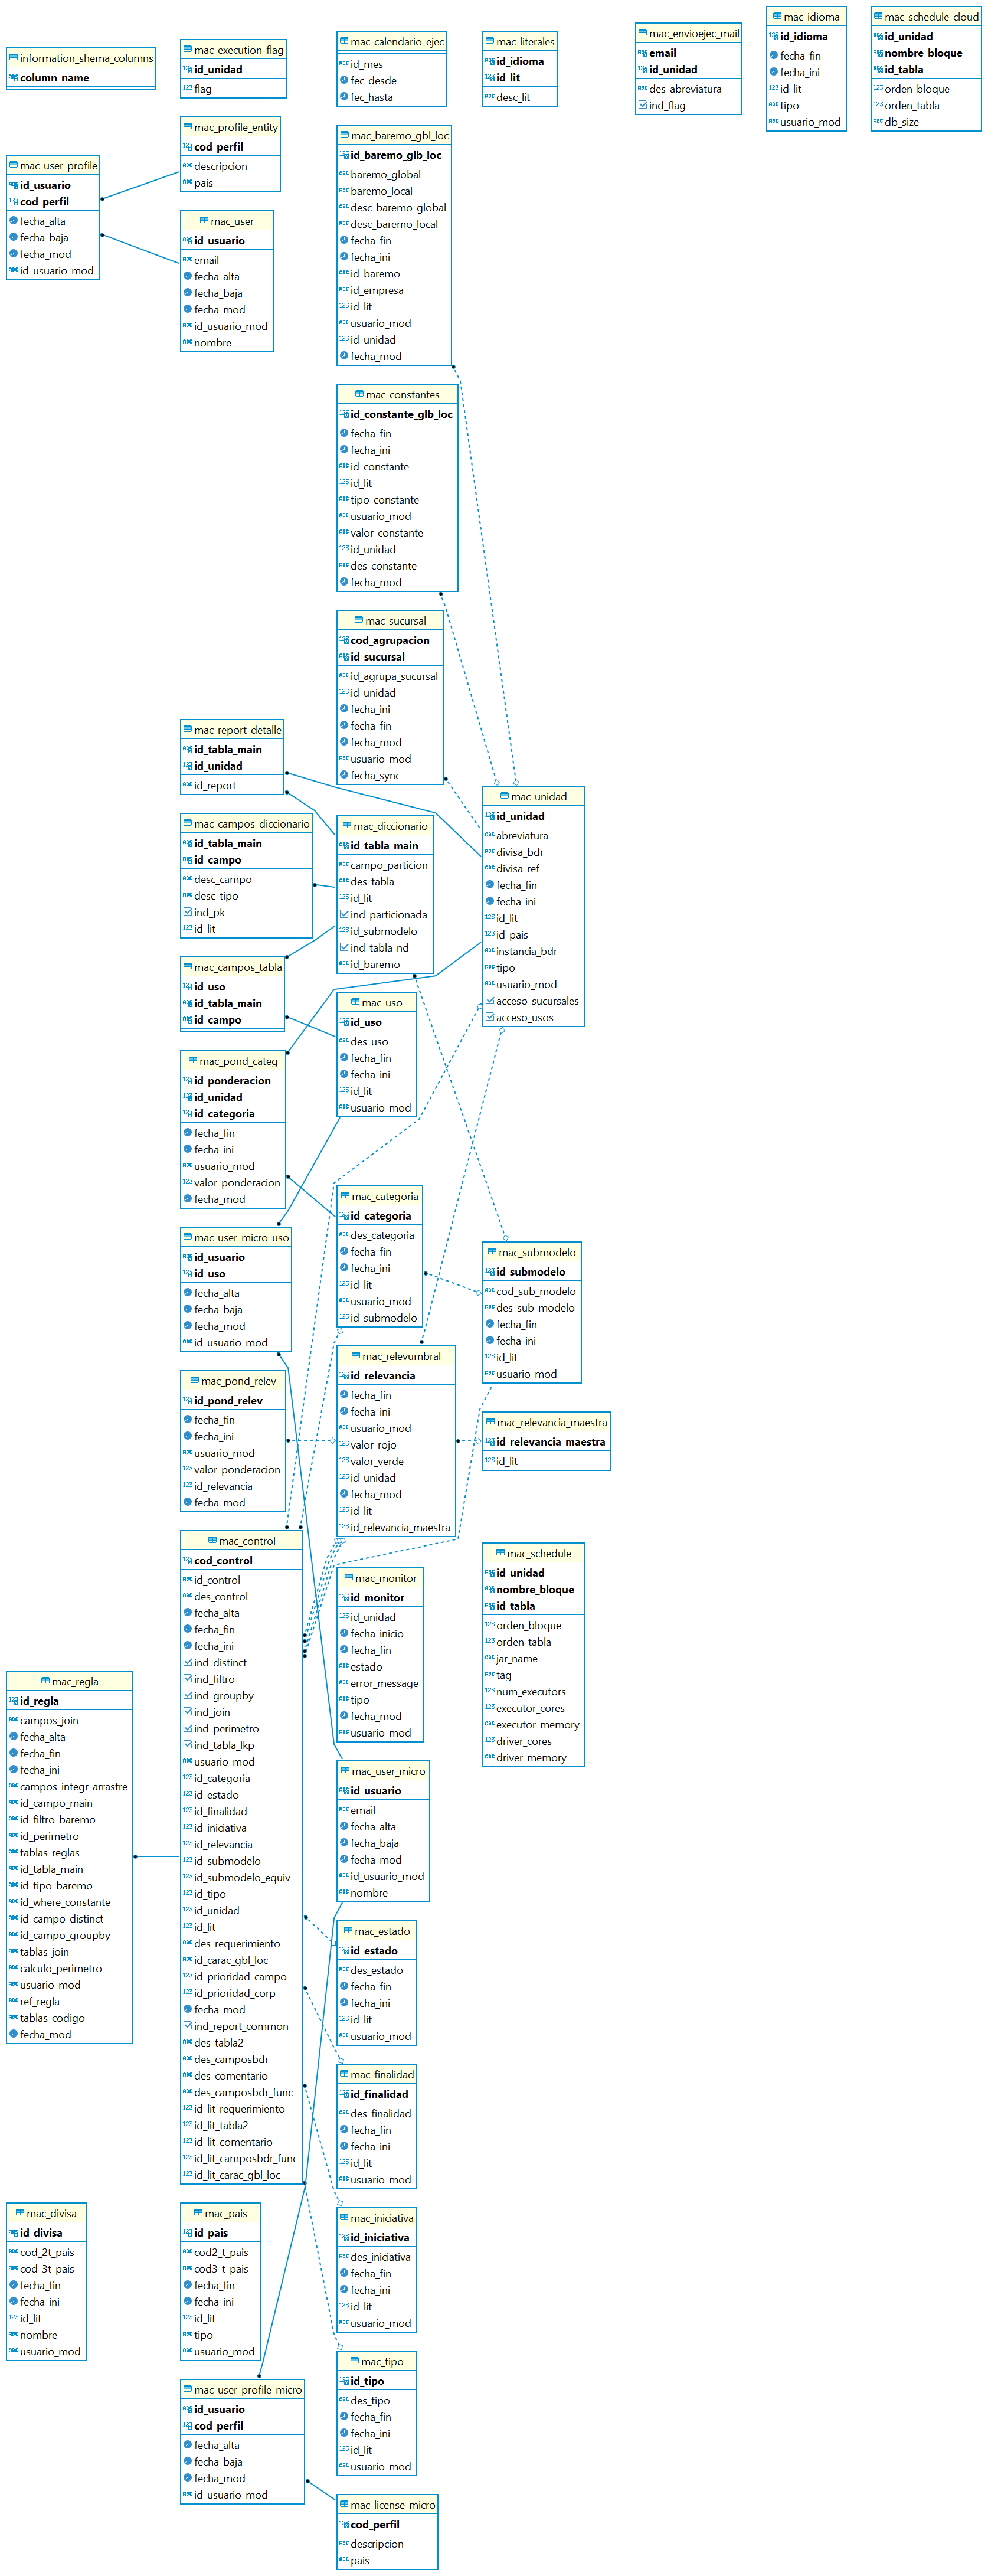 information_shema_columns
column_name
mac_user_profile
id_usuario
cod_perfil
fecha_alta
fecha_baja
fecha_mod
id_usuario_mod
mac_regla
id_regla
campos_join
fecha_alta
fecha_fin
fecha_ini
campos_integr_arrastre
id_campo_main
id_filtro_baremo
id_perimetro
tablas_reglas
id_tabla_main
id_tipo_baremo
id_where_constante
id_campo_distinct
id_campo_groupby
tablas_join
calculo_perimetro
usuario_mod
ref_regla
tablas_codigo
fecha_mod
mac_divisa
id_divisa
cod_2t_pais
cod_3t_pais
fecha_fin
fecha_ini
id_lit
nombre
usuario_mod
mac_execution_flag
id_unidad
flag
mac_profile_entity
cod_perfil
descripcion
pais
mac_user
id_usuario
email
fecha_alta
fecha_baja
fecha_mod
id_usuario_mod
nombre
mac_report_detalle
id_tabla_main
id_unidad
id_report
mac_campos_diccionario
id_tabla_main
id_campo
desc_campo
desc_tipo
ind_pk
id_lit
mac_campos_tabla
id_uso
id_tabla_main
id_campo
mac_pond_categ
id_ponderacion
id_unidad
id_categoria
fecha_fin
fecha_ini
usuario_mod
valor_ponderacion
fecha_mod
mac_user_micro_uso
id_usuario
id_uso
fecha_alta
fecha_baja
fecha_mod
id_usuario_mod
mac_pond_relev
id_pond_relev
fecha_fin
fecha_ini
usuario_mod
valor_ponderacion
id_relevancia
fecha_mod
mac_control
cod_control
id_control
des_control
fecha_alta
fecha_fin
fecha_ini
ind_distinct
ind_filtro
ind_groupby
ind_join
ind_perimetro
ind_tabla_lkp
usuario_mod
id_categoria
id_estado
id_finalidad
id_iniciativa
id_relevancia
id_submodelo
id_submodelo_equiv
id_tipo
id_unidad
id_lit
des_requerimiento
id_carac_gbl_loc
id_prioridad_campo
id_prioridad_corp
fecha_mod
ind_report_common
des_tabla2
des_camposbdr
des_comentario
des_camposbdr_func
id_lit_requerimiento
id_lit_tabla2
id_lit_comentario
id_lit_camposbdr_func
id_lit_carac_gbl_loc
mac_pais
id_pais
cod2_t_pais
cod3_t_pais
fecha_fin
fecha_ini
id_lit
tipo
usuario_mod
mac_user_profile_micro
id_usuario
cod_perfil
fecha_alta
fecha_baja
fecha_mod
id_usuario_mod
mac_calendario_ejec
id_mes
fec_desde
fec_hasta
mac_baremo_gbl_loc
id_baremo_glb_loc
baremo_global
baremo_local
desc_baremo_global
desc_baremo_local
fecha_fin
fecha_ini
id_baremo
id_empresa
id_lit
usuario_mod
id_unidad
fecha_mod
mac_constantes
id_constante_glb_loc
fecha_fin
fecha_ini
id_constante
id_lit
tipo_constante
usuario_mod
valor_constante
id_unidad
des_constante
fecha_mod
mac_sucursal
cod_agrupacion
id_sucursal
id_agrupa_sucursal
id_unidad
fecha_ini
fecha_fin
fecha_mod
usuario_mod
fecha_sync
mac_diccionario
id_tabla_main
campo_particion
des_tabla
id_lit
ind_particionada
id_submodelo
ind_tabla_nd
id_baremo
mac_uso
id_uso
des_uso
fecha_fin
fecha_ini
id_lit
usuario_mod
mac_categoria
id_categoria
des_categoria
fecha_fin
fecha_ini
id_lit
usuario_mod
id_submodelo
mac_relevumbral
id_relevancia
fecha_fin
fecha_ini
usuario_mod
valor_rojo
valor_verde
id_unidad
fecha_mod
id_lit
id_relevancia_maestra
mac_monitor
id_monitor
id_unidad
fecha_inicio
fecha_fin
estado
error_message
tipo
fecha_mod
usuario_mod
mac_user_micro
id_usuario
email
fecha_alta
fecha_baja
fecha_mod
id_usuario_mod
nombre
mac_estado
id_estado
des_estado
fecha_fin
fecha_ini
id_lit
usuario_mod
mac_finalidad
id_finalidad
des_finalidad
fecha_fin
fecha_ini
id_lit
usuario_mod
mac_iniciativa
id_iniciativa
des_iniciativa
fecha_fin
fecha_ini
id_lit
usuario_mod
mac_tipo
id_tipo
des_tipo
fecha_fin
fecha_ini
id_lit
usuario_mod
mac_license_micro
cod_perfil
descripcion
pais
mac_literales
id_idioma
id_lit
desc_lit
mac_unidad
id_unidad
abreviatura
divisa_bdr
divisa_ref
fecha_fin
fecha_ini
id_lit
id_pais
instancia_bdr
tipo
usuario_mod
acceso_sucursales
acceso_usos
mac_submodelo
id_submodelo
cod_sub_modelo
des_sub_modelo
fecha_fin
fecha_ini
id_lit
usuario_mod
mac_relevancia_maestra
id_relevancia_maestra
id_lit
mac_schedule
id_unidad
nombre_bloque
id_tabla
orden_bloque
orden_tabla
jar_name
tag
num_executors
executor_cores
executor_memory
driver_cores
driver_memory
mac_envioejec_mail
email
id_unidad
des_abreviatura
ind_flag
mac_idioma
id_idioma
fecha_fin
fecha_ini
id_lit
tipo
usuario_mod
mac_schedule_cloud
id_unidad
nombre_bloque
id_tabla
orden_bloque
orden_tabla
db_size